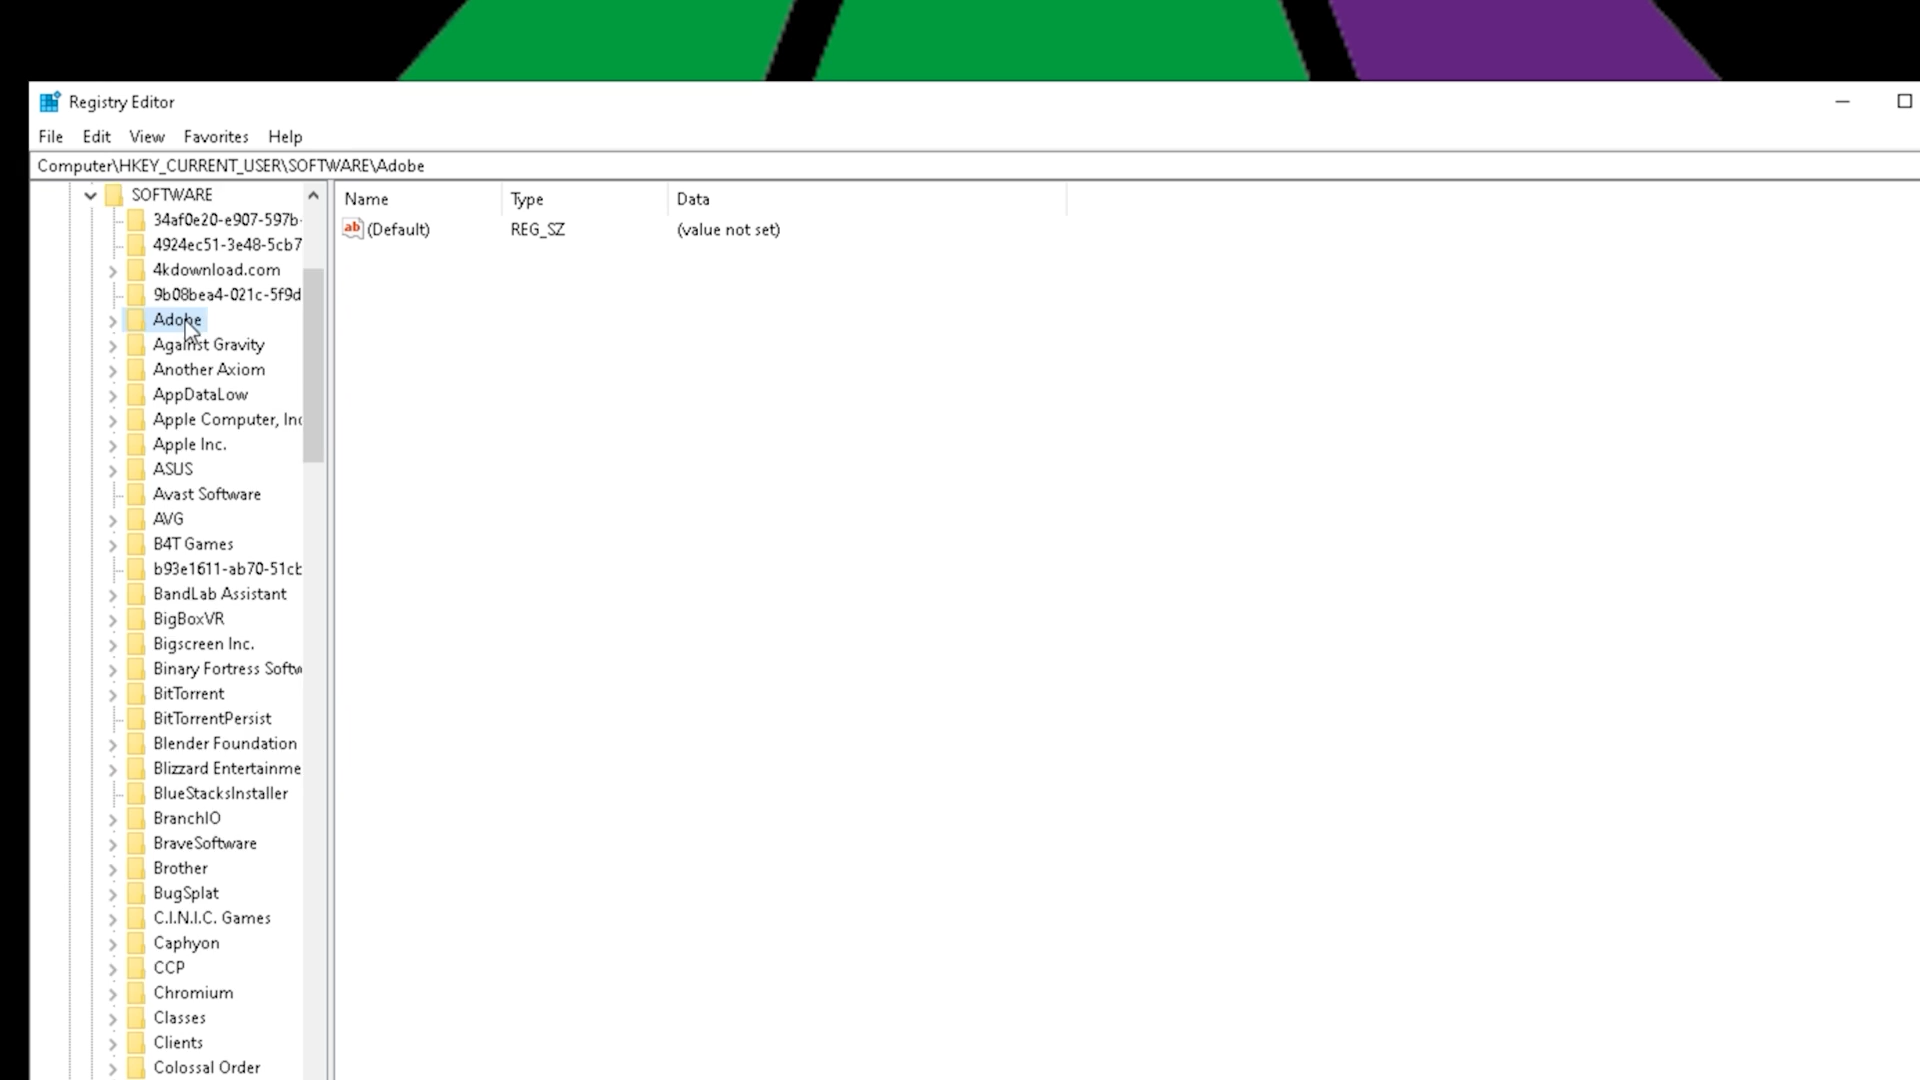 Registry Editor
File Edit View Favorites Help
Computer\HKEY_CURRENT_USER\SOFTWARE\Adobe
Name Type Data
ab (Default) REG_SZ (value not set)
SOFTWARE
34af0e20-e907-597b-
4924ec51-3e48-5cb7
4kdownload.com
9b08bea4-021c-5f9d
Adobe
Against Gravity
Another Axiom
AppDataLow
Apple Computer, Inc
Apple Inc.
ASUS
Avast Software
AVG
B4T Games
b93e1611-ab70-51cb
BandLab Assistant
BigBoxVR
Bigscreen Inc.
Binary Fortress Softw
BitTorrent
BitTorrentPersist
Blender Foundation
Blizzard Entertainme
BlueStacksInstaller
BranchIO
BraveSoftware
Brother
BugSplat
C.I.N.I.C. Games
Caphyon
CCP
Chromium
Classes
Clients
Colossal Order